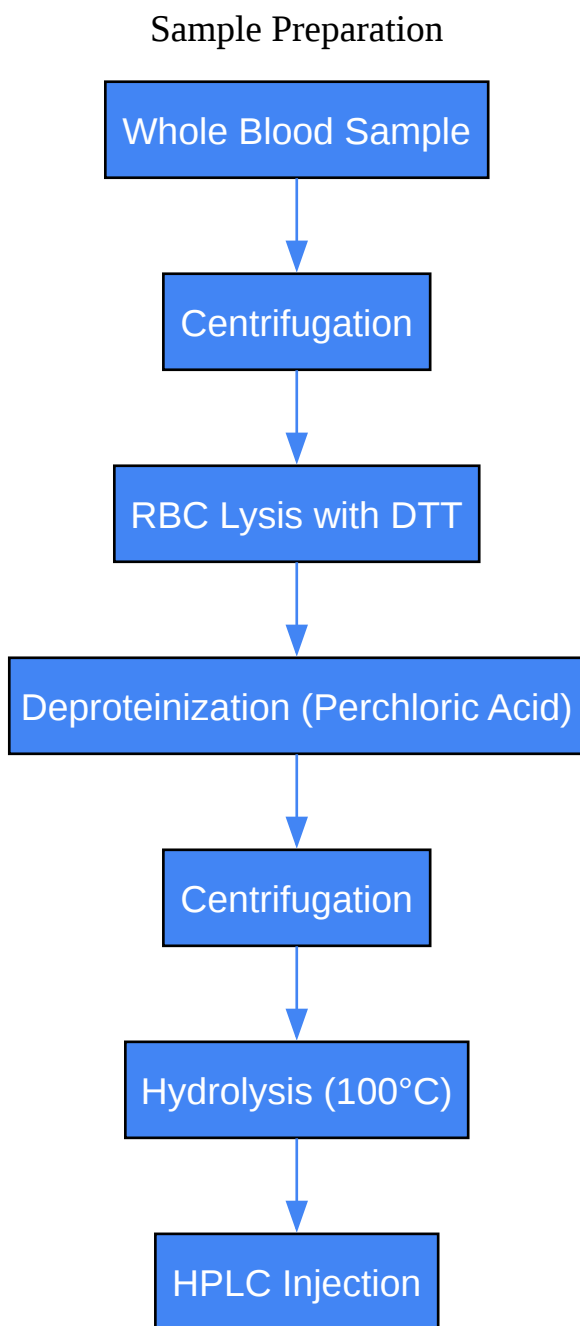 Sample Preparation
Whole Blood Sample
Centrifugation
RBC Lysis with DTT
Deproteinization (Perchloric Acid)
Centrifugation
Hydrolysis (100°C)
HPLC Injection